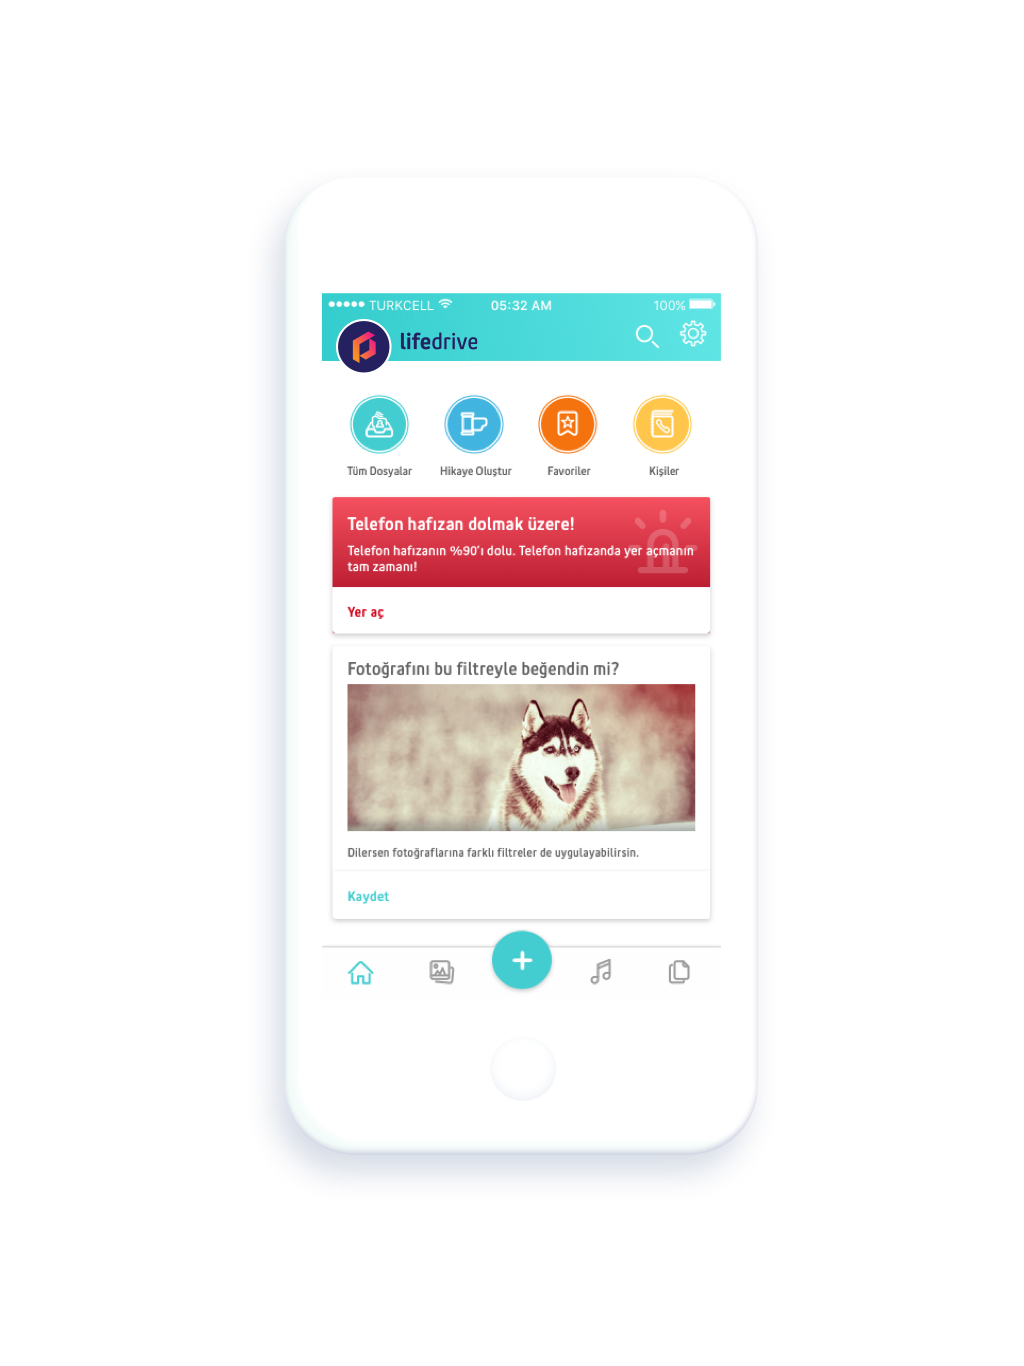 TURKCELL
05:32 AM
100%
lifedrive
Tüm Dosyalar
Hikaye Oluştur
Favoriler
Kişiler
Telefon hafızan dolmak üzere!
Telefon hafızanın %90'ı dolu. Telefon hafızanda yer açmanın
tam zamanı!
Yer aç
Fotoğrafını bu filtreyle beğendin mi?
Dilersen fotoğraflarına farklı filtreler de uygulayabilirsin.
Kaydet